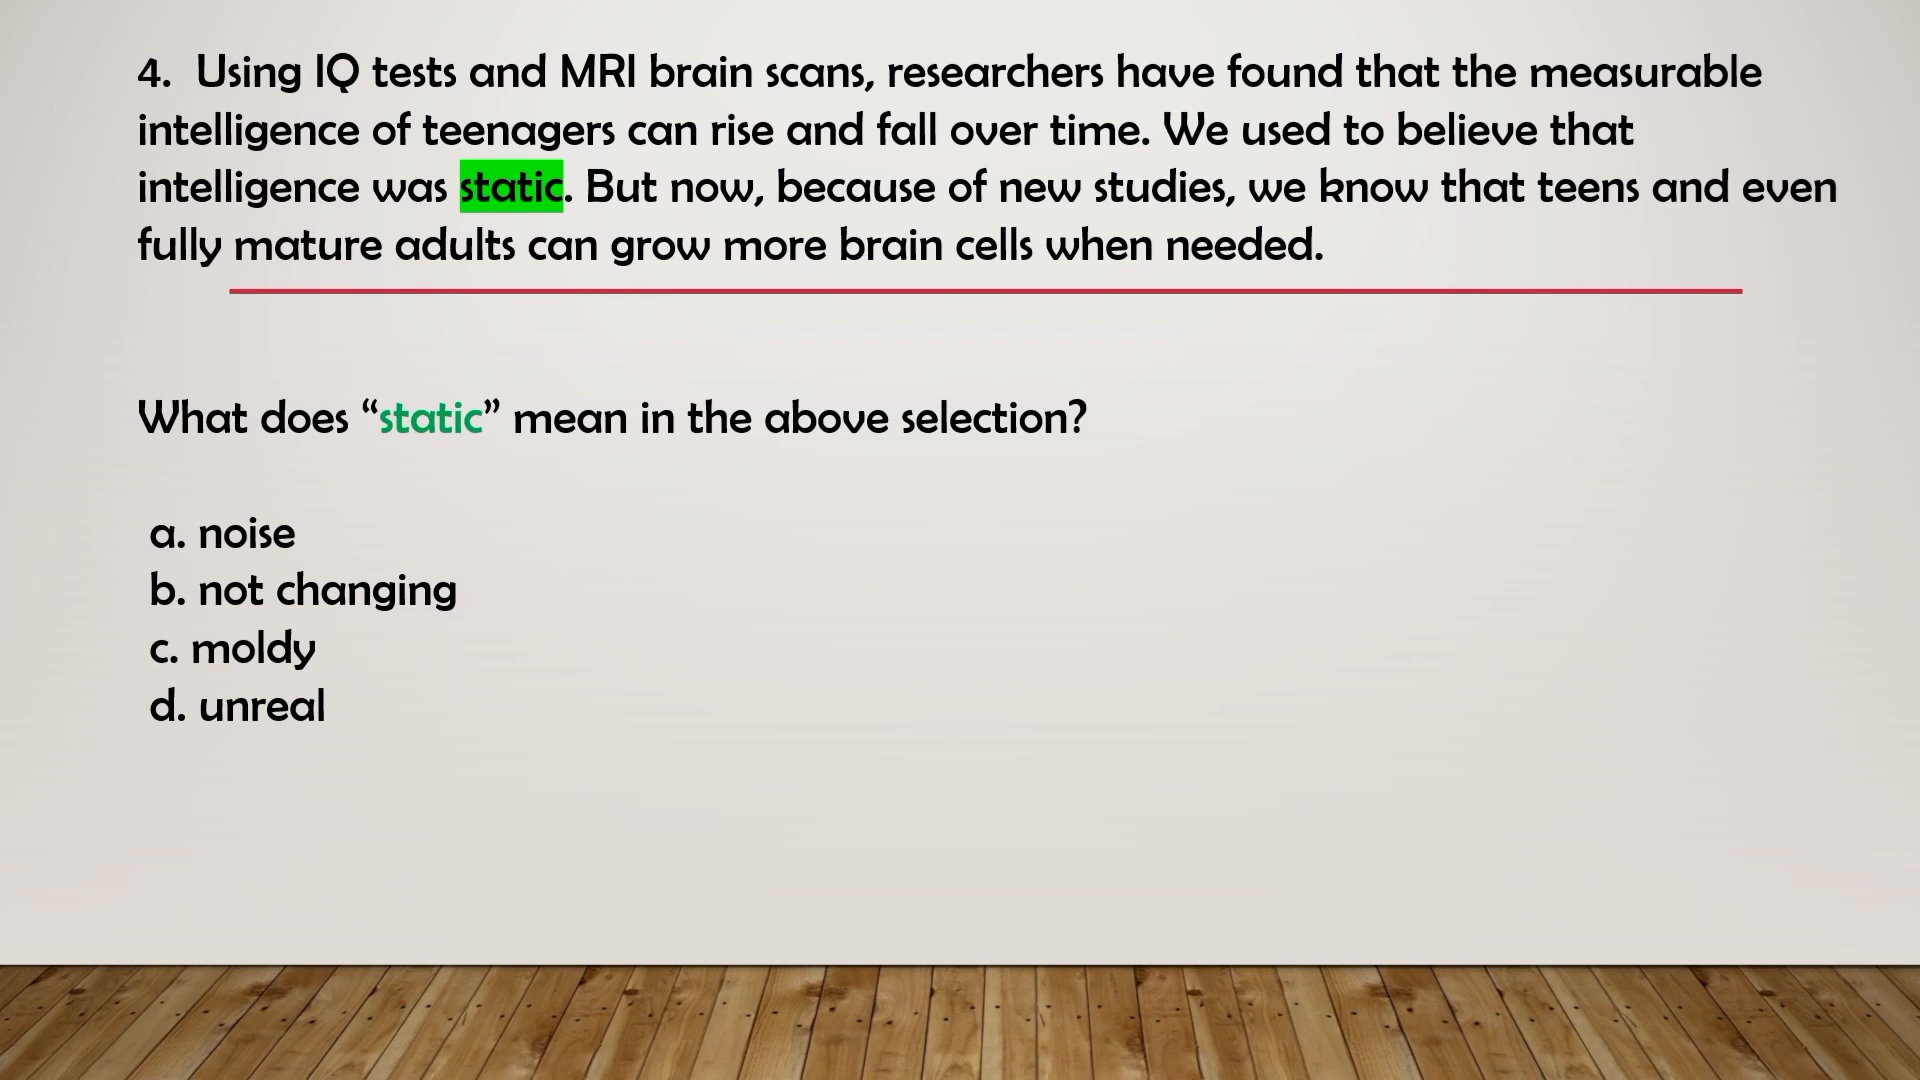 4.  Using IQ tests and MRI brain scans, researchers have found that the measurable
intelligence of teenagers can rise and fall over time. We used to believe that
intelligence was static. But now, because of new studies, we know that teens and even
fully mature adults can grow more brain cells when needed.
What does “static” mean in the above selection?
a. noise
b. not changing
c. moldy
d. unreal